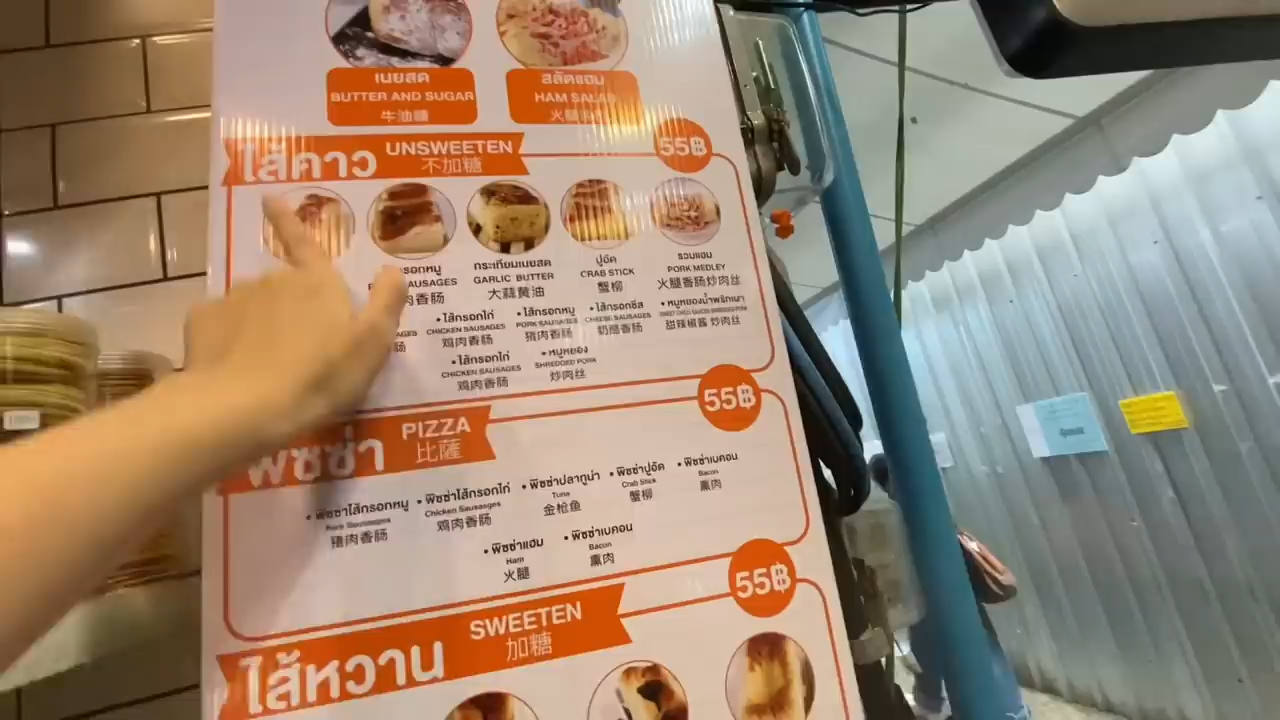 เนยสด
BUTTER AND SUGAR
牛油糖
สลัดแฮม
HAM SALAD
火腿
ไส้คาว
UNSWEETEN
不加糖
55฿
รอกหมู
SAUSAGES
肉香肠
กระเทียมเนยสด
GARLIC BUTTER
大蒜黄油
ปูอัด
CRAB STICK
蟹柳
รวมแฮม
PORK MEDLEY
火腿香肠炒肉丝
AGES
肠
• ไส้กรอกไก่
CHICKEN SAUSAGES
鸡肉香肠
• ไส้กรอกหมู
PORK SAUSAGES
猪肉香肠
• ไส้กรอกชีส
CHEESE SAUSAGES
奶酪香肠
• หมูหยองน้ำพริกเผา
甜辣椒酱 炒肉丝
• ไส้กรอกไก่
CHICKEN SAUSAGES
鸡肉香肠
• หมูหยอง
SHREDDED PORK
炒肉丝
พิซซ่า
PIZZA
比薩
55฿
• พิซซ่าไส้กรอกหมู
Pork Sausasges
猪肉香肠
• พิซซ่าไส้กรอกไก่
Chicken Sausasges
鸡肉香肠
• พิซซ่าปลาทูน่า
Tuna
金枪鱼
• พิซซ่าปูอัด
Crab Stick
蟹柳
• พิซซ่าเบคอน
Bacon
熏肉
• พิซซ่าแฮม
Ham
火腿
• พิซซ่าเบคอน
Bacon
熏肉
ไส้หวาน
SWEETEN
加糖
55฿